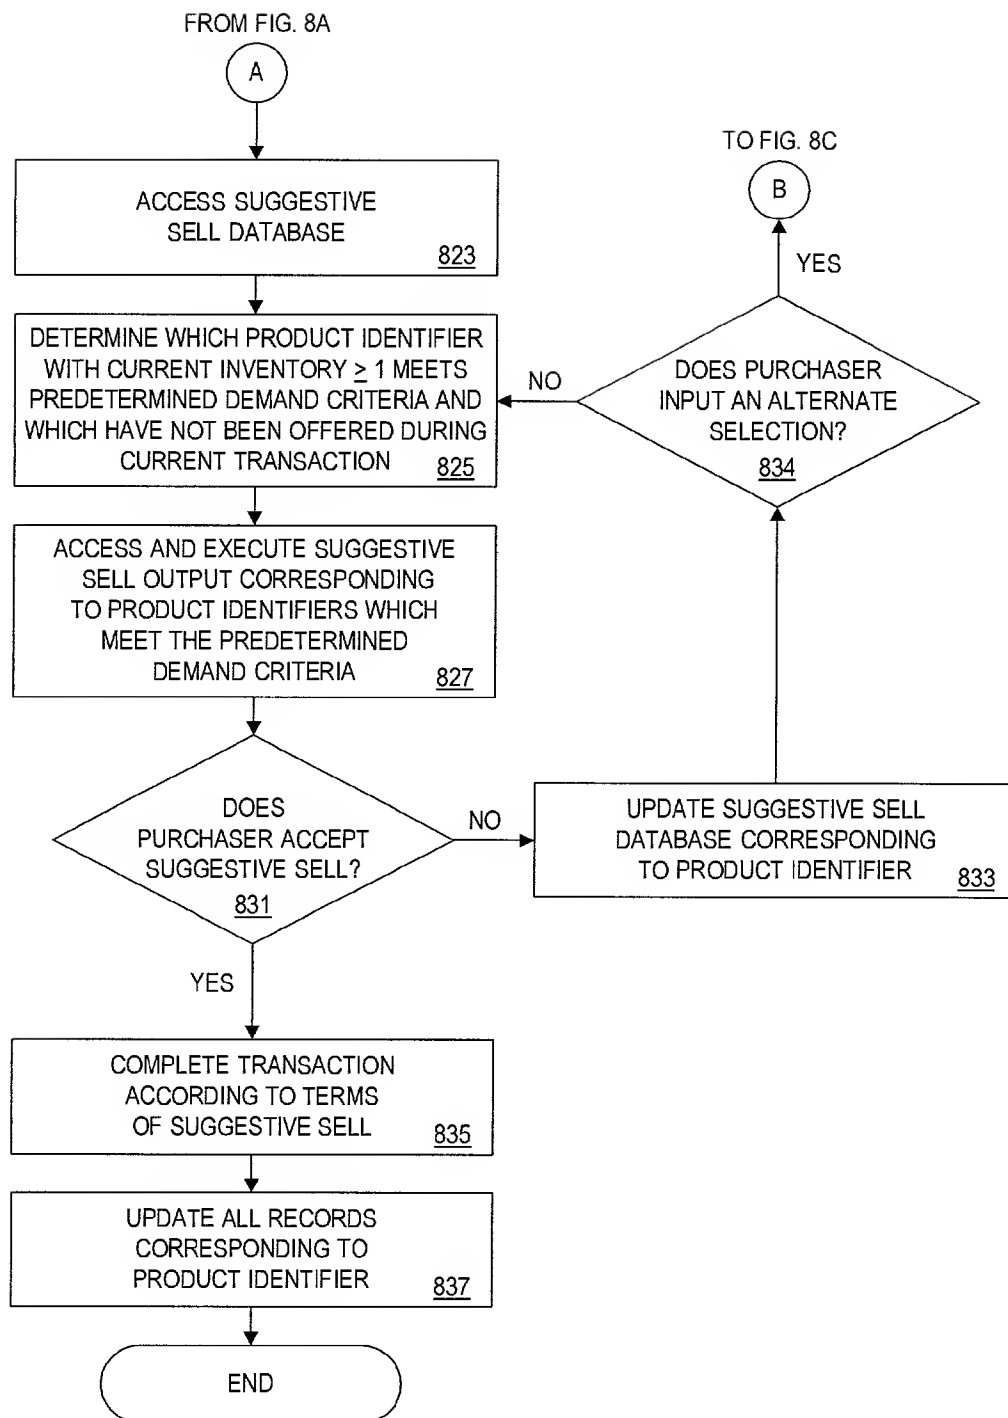 FROM FIG. 8A
A
ACCESS SUGGESTIVE
SELL DATABASE
823
DETERMINE WHICH PRODUCT IDENTIFIER
WITH CURRENT INVENTORY ≥ 1 MEETS
PREDETERMINED DEMAND CRITERIA AND
WHICH HAVE NOT BEEN OFFERED DURING
CURRENT TRANSACTION
825
ACCESS AND EXECUTE SUGGESTIVE
SELL OUTPUT CORRESPONDING
TO PRODUCT IDENTIFIERS WHICH
MEET THE PREDETERMINED
DEMAND CRITERIA
827
DOES
PURCHASER ACCEPT
SUGGESTIVE SELL?
831
NO
UPDATE SUGGESTIVE SELL
DATABASE CORRESPONDING
TO PRODUCT IDENTIFIER
833
DOES PURCHASER
INPUT AN ALTERNATE
SELECTION?
834
NO
YES
TO FIG. 8C
B
YES
COMPLETE TRANSACTION
ACCORDING TO TERMS
OF SUGGESTIVE SELL
835
UPDATE ALL RECORDS
CORRESPONDING TO
PRODUCT IDENTIFIER
837
END